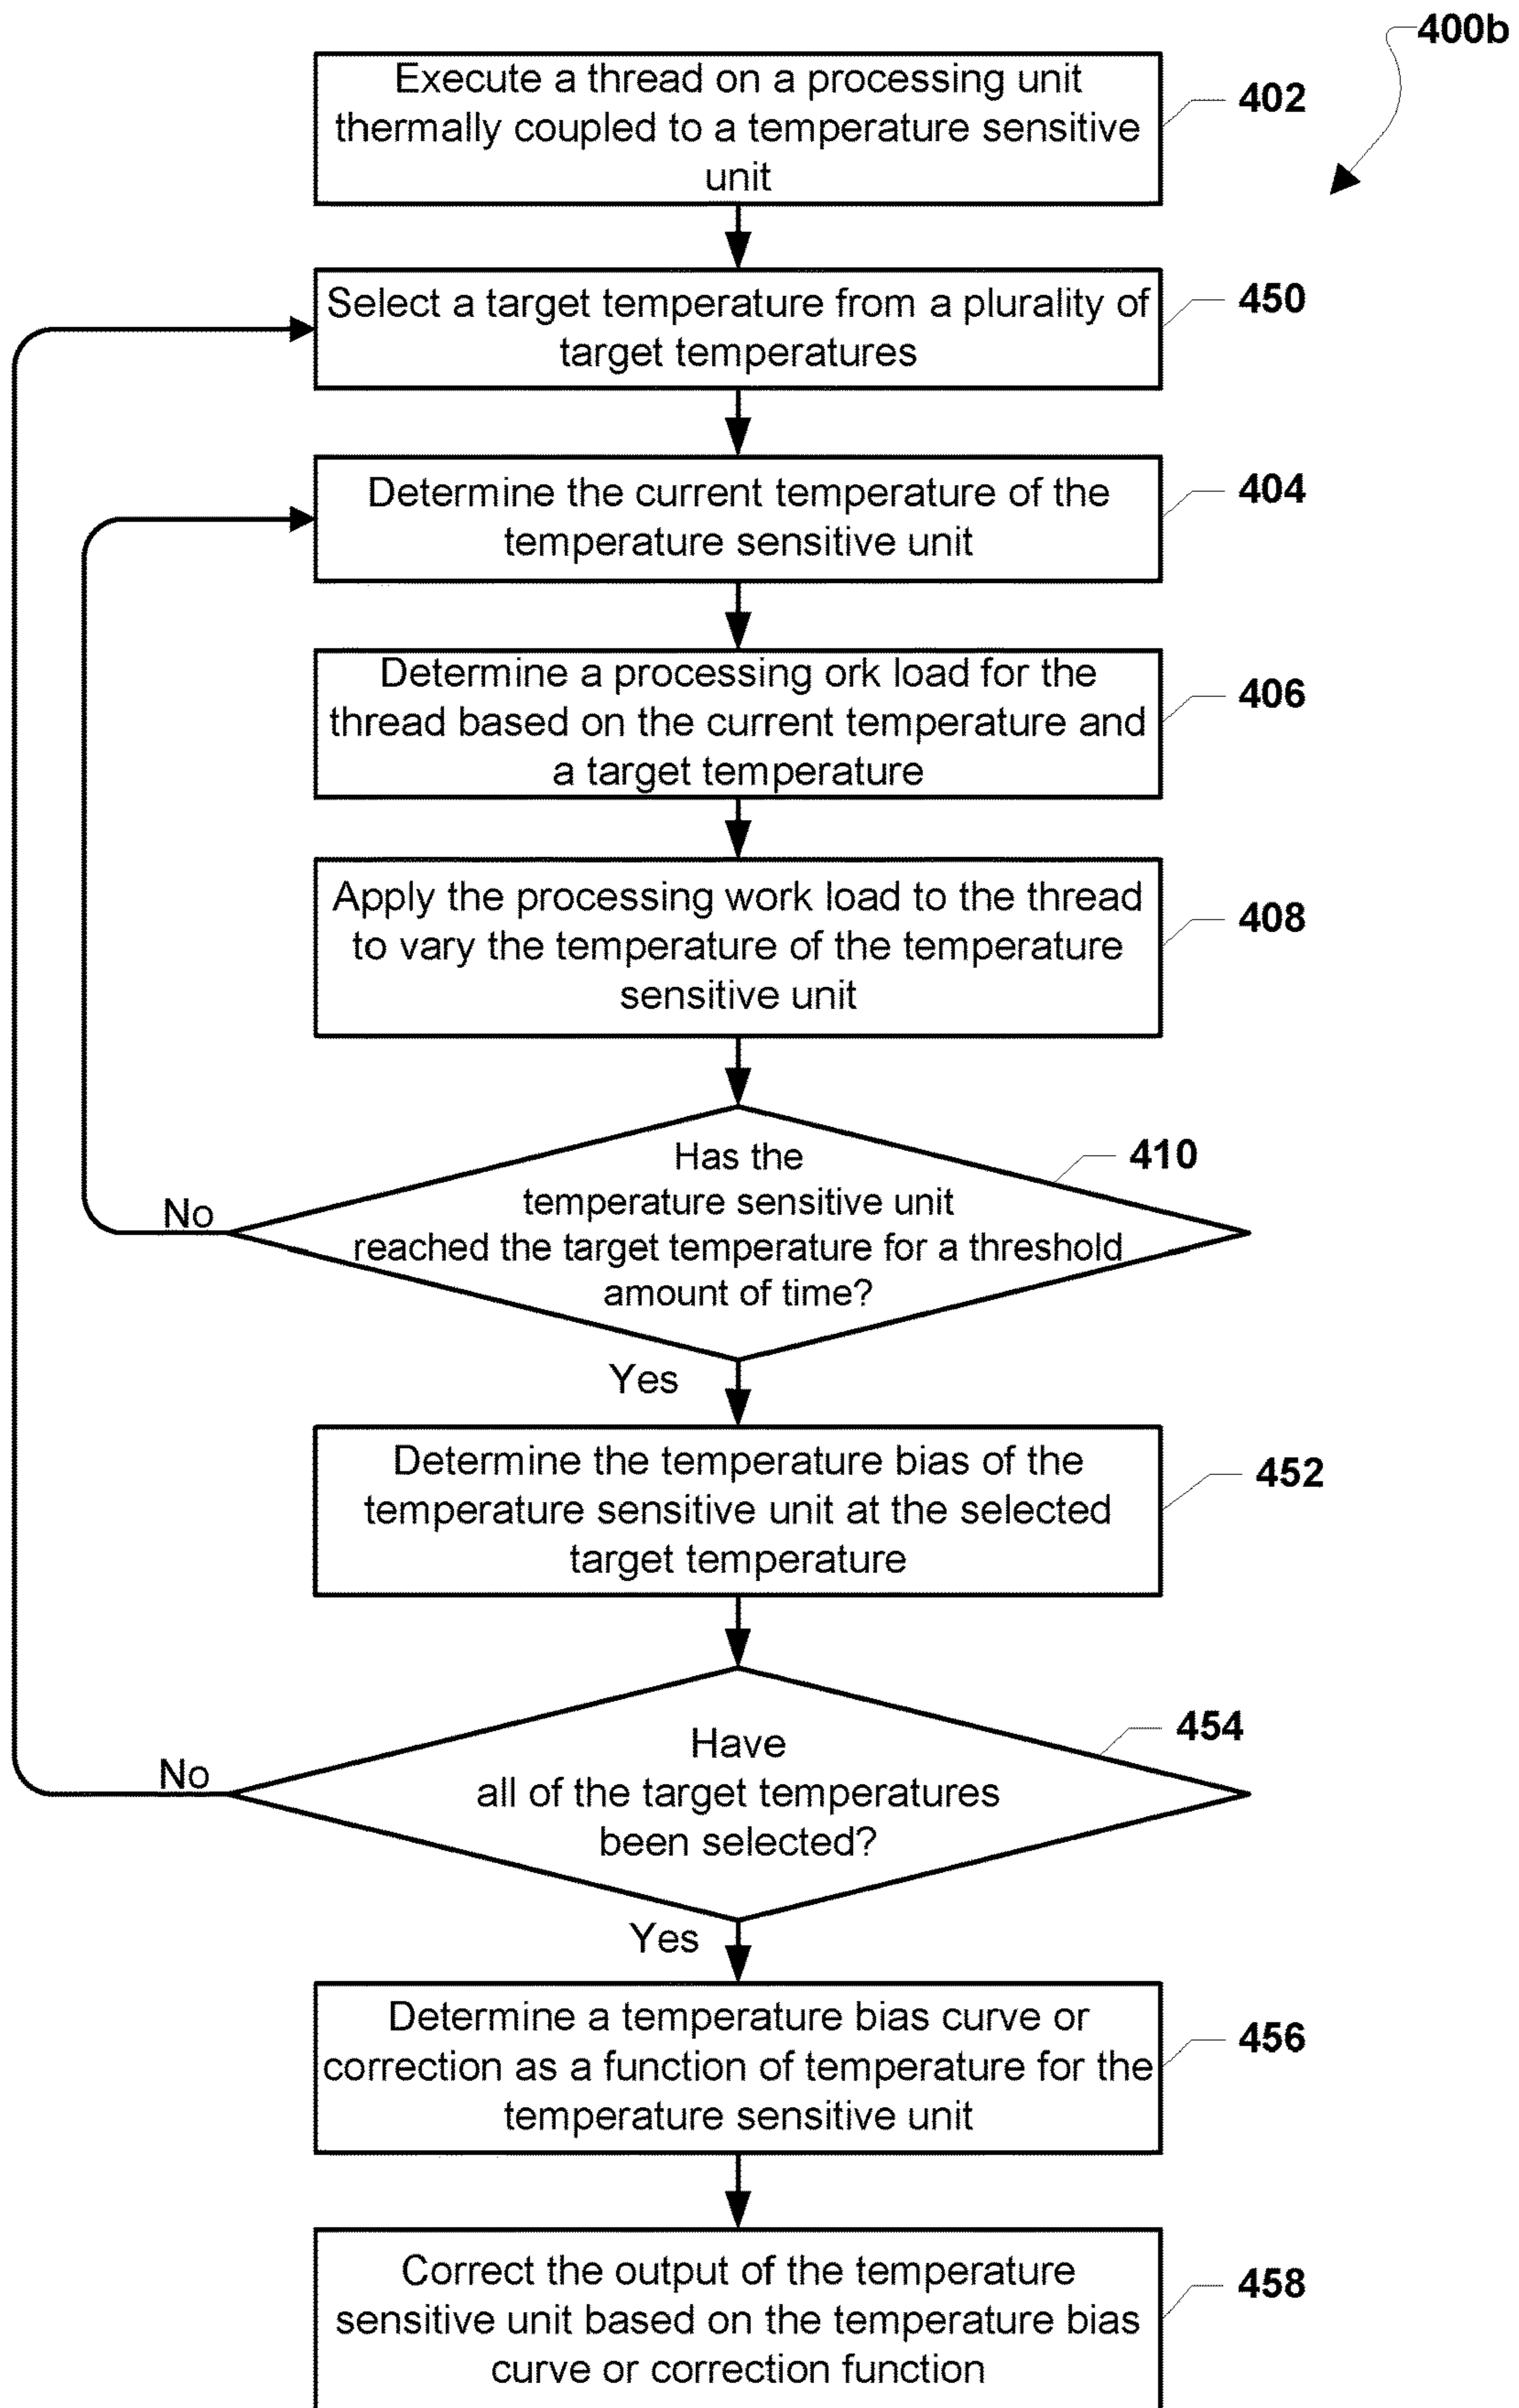 400b
Execute a thread on a processing unit
thermally coupled to a temperature sensitive
unit
402
Select a target temperature from a plurality of
target temperatures
450
Determine the current temperature of the
temperature sensitive unit
404
Determine a processing ork load for the
thread based on the current temperature and
a target temperature
406
Apply the processing work load to the thread
to vary the temperature of the temperature
sensitive unit
408
Has the
temperature sensitive unit
reached the target temperature for a threshold
amount of time?
410
No
Yes
Determine the temperature bias of the
temperature sensitive unit at the selected
target temperature
452
Have
all of the target temperatures
been selected?
454
No
Yes
Determine a temperature bias curve or
correction as a function of temperature for the
temperature sensitive unit
456
Correct the output of the temperature
sensitive unit based on the temperature bias
curve or correction function
458